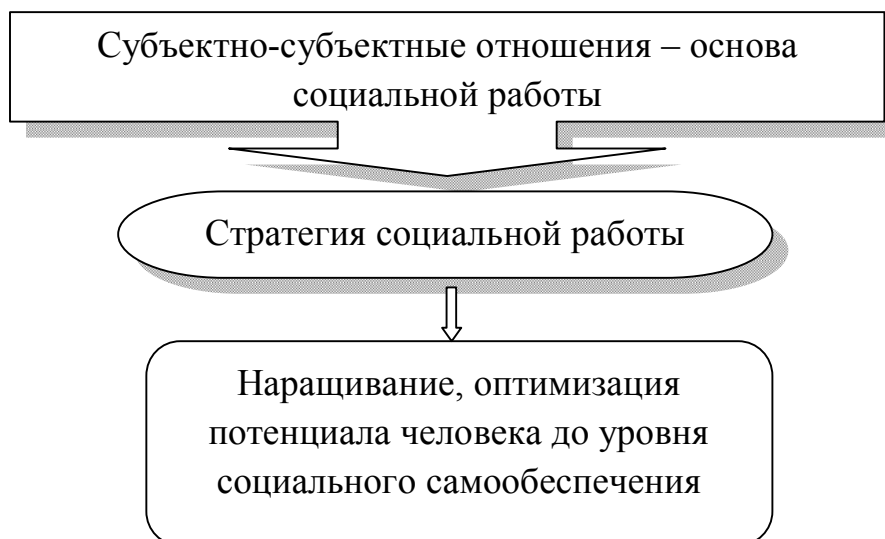 Субъектно-субъектные отношения – основа
социальной работы
Стратегия социальной работы
Наращивание, оптимизация
потенциала человека до уровня
социального самообеспечения